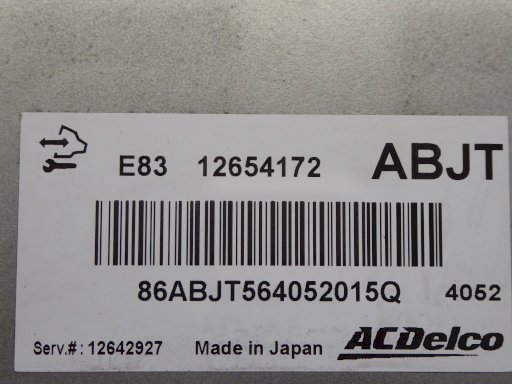 E83 12654172 ABJT
86ABJT564052015Q 4052
Serv.#: 12642927 Made in Japan ACDelco